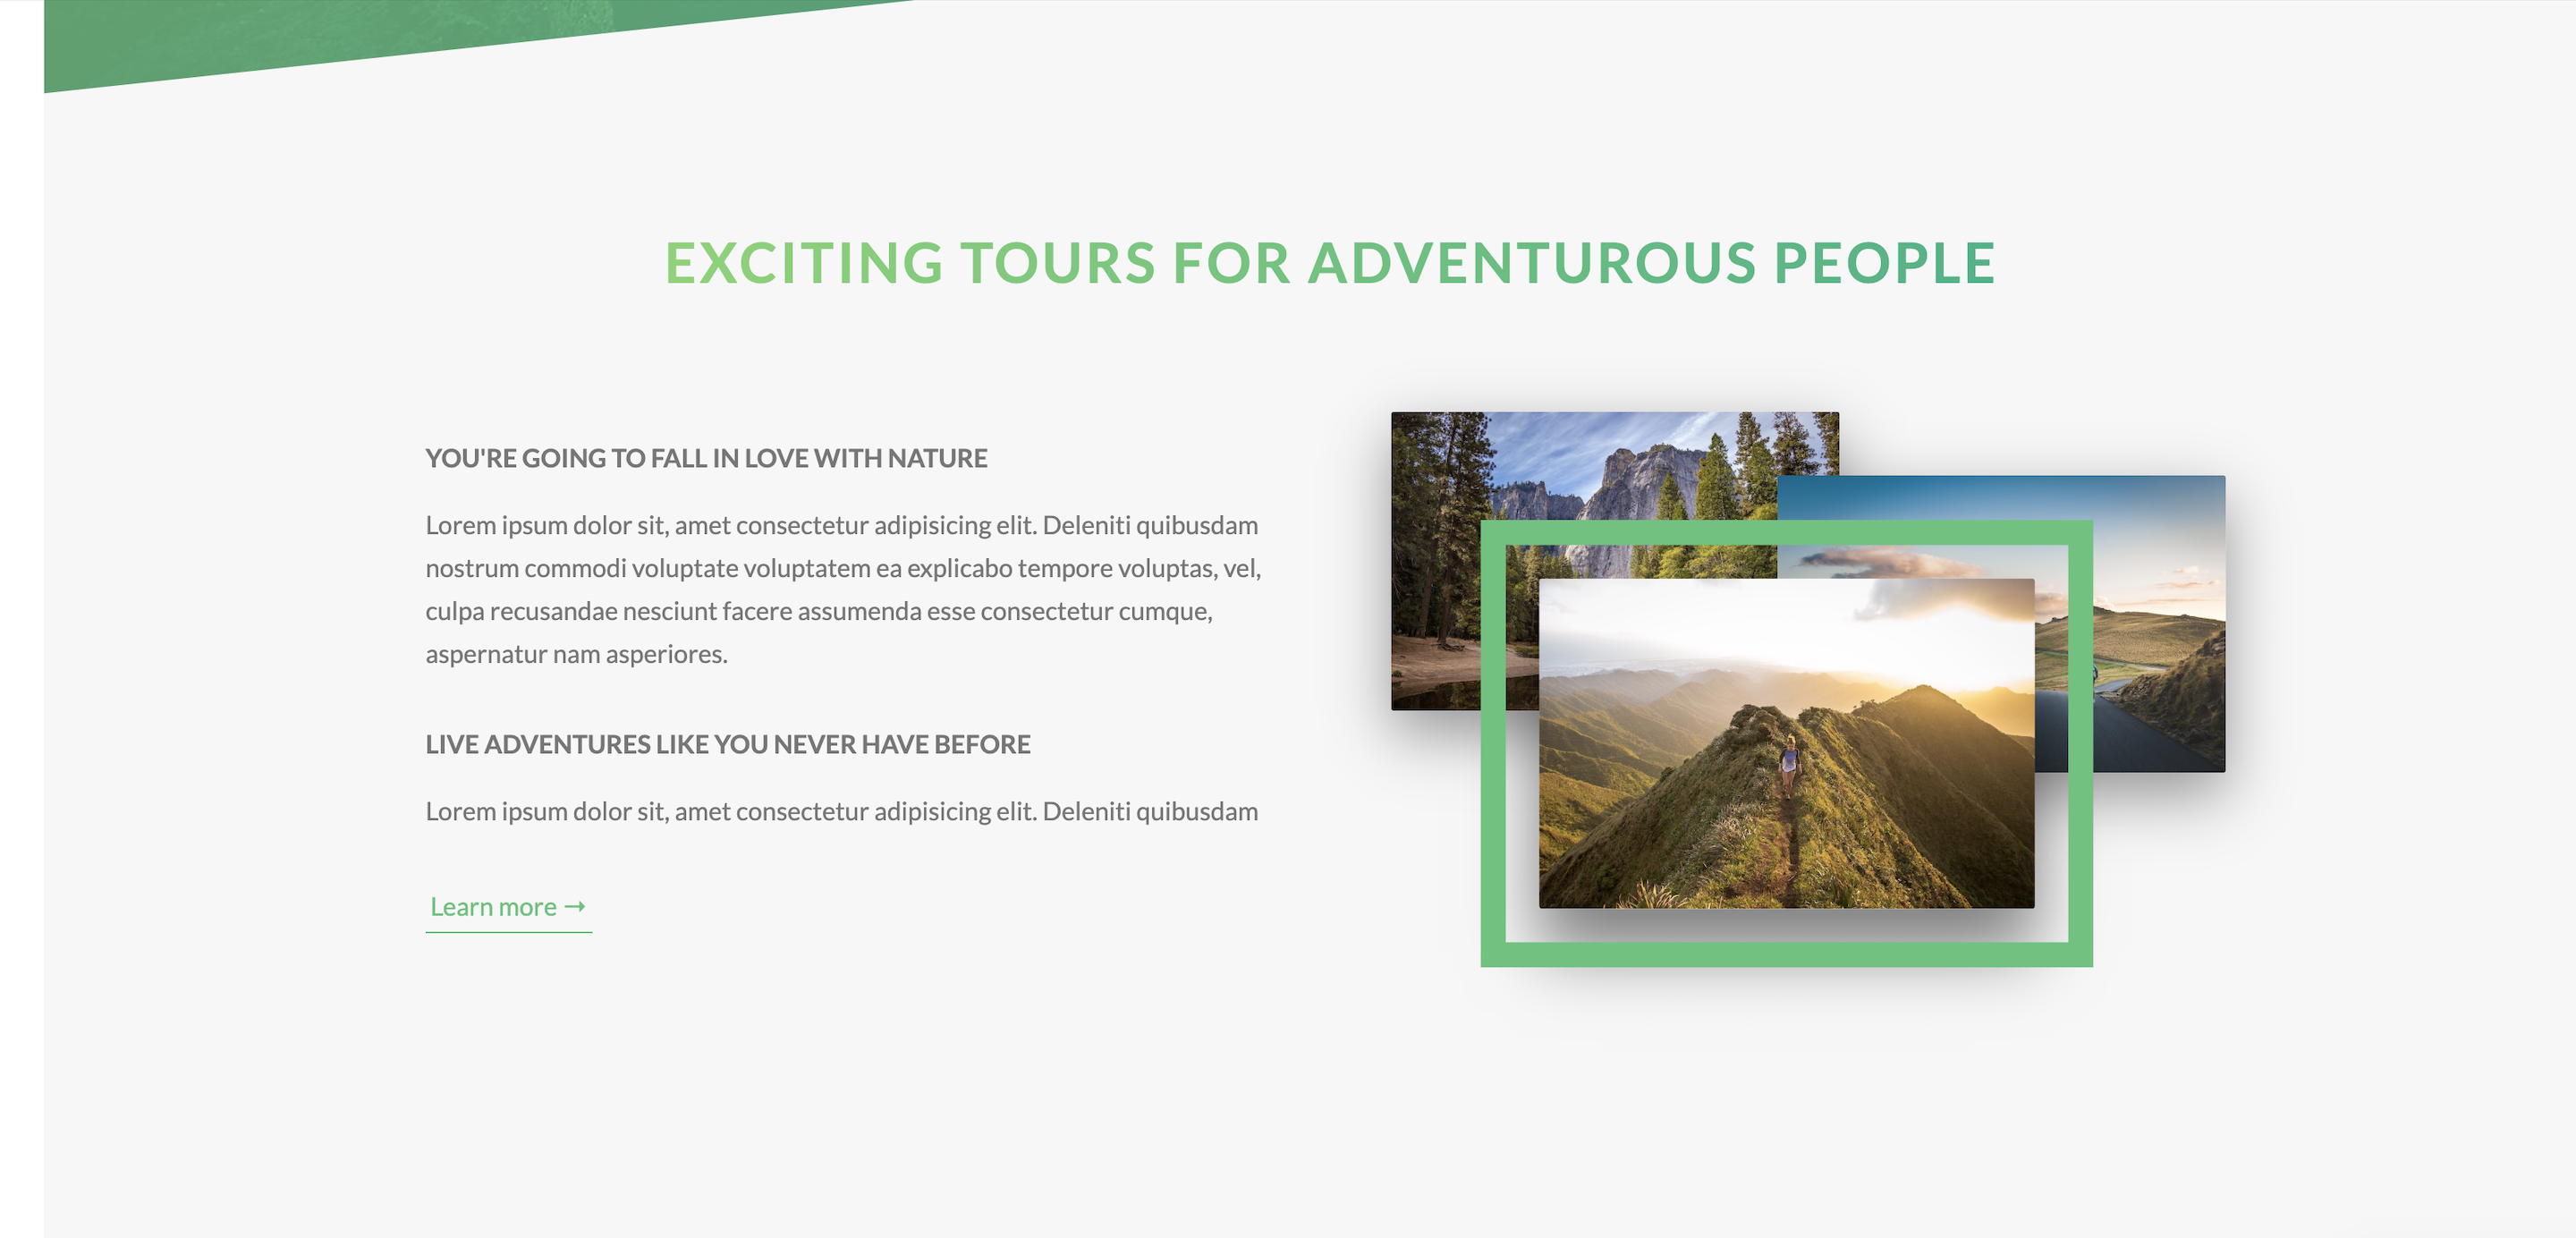 EXCITING TOURS FOR ADVENTUROUS PEOPLE
YOU'RE GOING TO FALL IN LOVE WITH NATURE
Lorem ipsum dolor sit, amet consectetur adipisicing elit. Deleniti quibusdam
nostrum commodi voluptate voluptatem ea explicabo tempore voluptas, vel,
culpa recusandae nesciunt facere assumenda esse consectetur cumque,
aspernatur nam asperiores.
LIVE ADVENTURES LIKE YOU NEVER HAVE BEFORE
Lorem ipsum dolor sit, amet consectetur adipisicing elit. Deleniti quibusdam
Learn more →